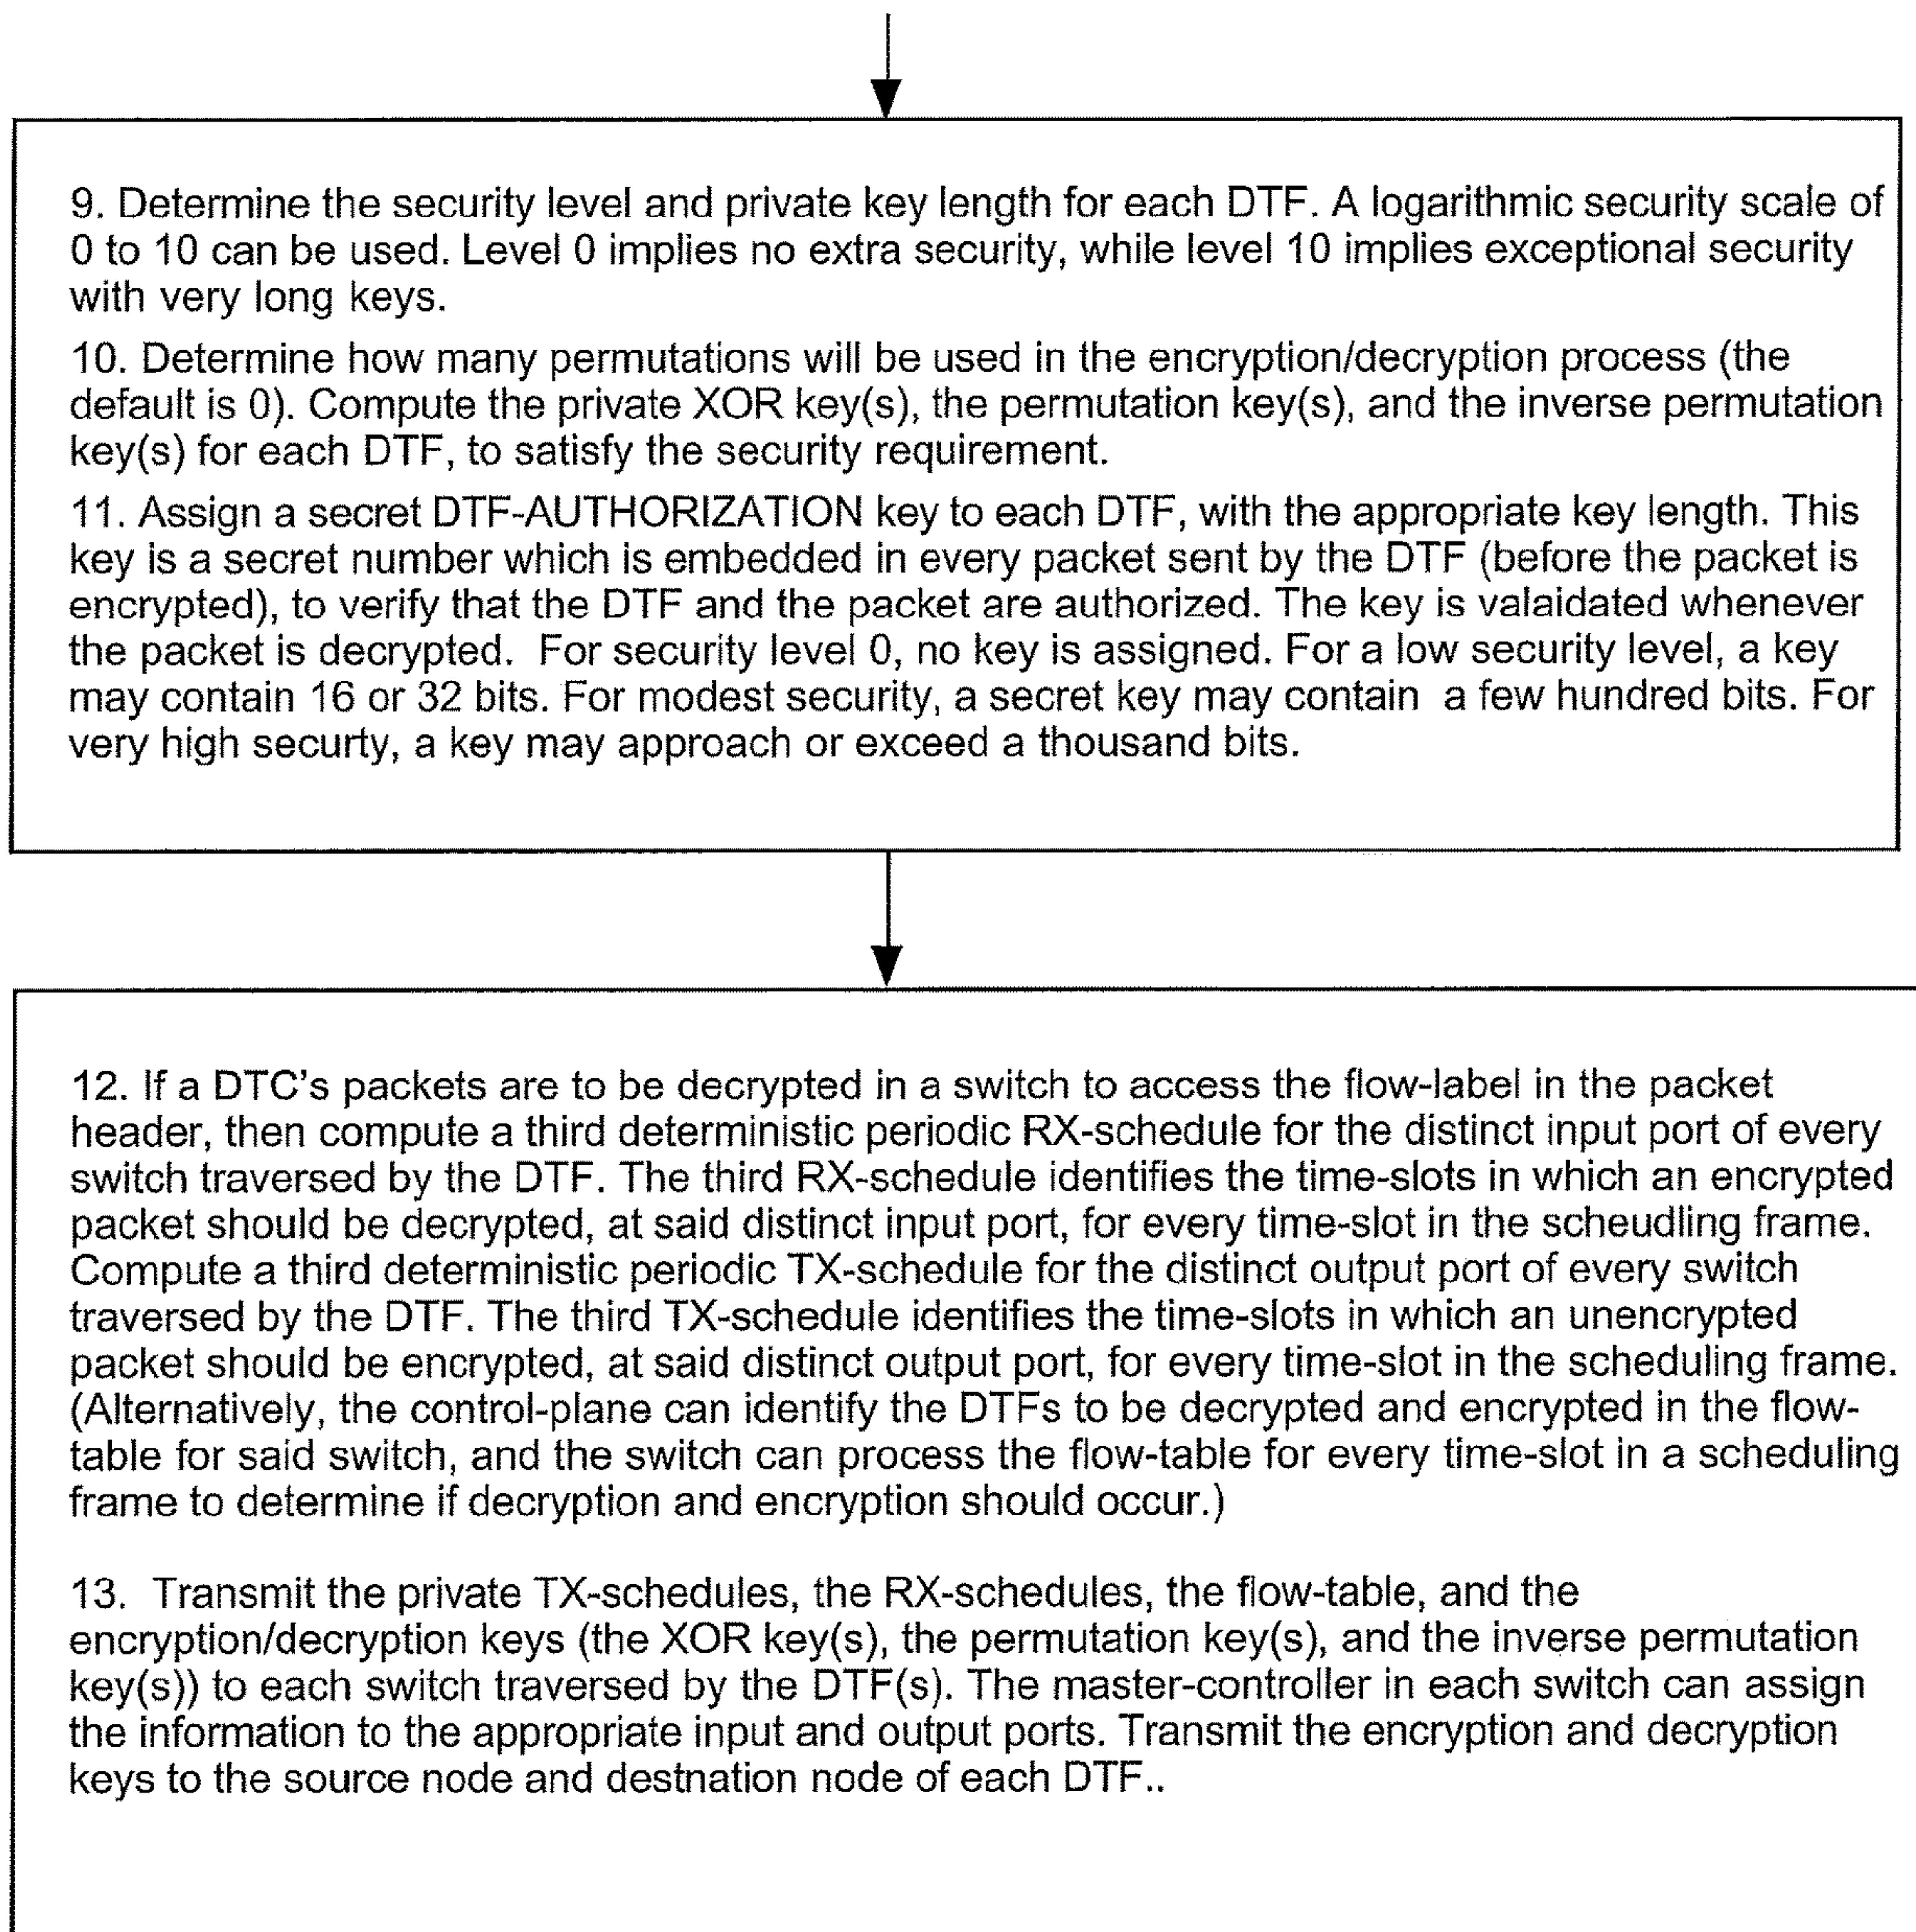 9. Determine the security level and private key length for each DTF. A logarithmic security scale of
0 to 10 can be used. Level 0 implies no extra security, while level 10 implies exceptional security
with very long keys.
10. Determine how many permutations will be used in the encryption/decryption process (the
default is 0). Compute the private XOR key(s), the permutation key(s), and the inverse permutation
key(s) for each DTF, to satisfy the security requirement.
11. Assign a secret DTF-AUTHORIZATION key to each DTF, with the appropriate key length. This
key is a secret number which is embedded in every packet sent by the DTF (before the packet is
encrypted), to verify that the DTF and the packet are authorized. The key is valaidated whenever
the packet is decrypted.  For security level 0, no key is assigned. For a low security level, a key
may contain 16 or 32 bits. For modest security, a secret key may contain  a few hundred bits. For
very high securty, a key may approach or exceed a thousand bits.
12. If a DTC's packets are to be decrypted in a switch to access the flow-label in the packet
header, then compute a third deterministic periodic RX-schedule for the distinct input port of every
switch traversed by the DTF. The third RX-schedule identifies the time-slots in which an encrypted
packet should be decrypted, at said distinct input port, for every time-slot in the scheudling frame.
Compute a third deterministic periodic TX-schedule for the distinct output port of every switch
traversed by the DTF. The third TX-schedule identifies the time-slots in which an unencrypted
packet should be encrypted, at said distinct output port, for every time-slot in the scheduling frame.
(Alternatively, the control-plane can identify the DTFs to be decrypted and encrypted in the flow-
table for said switch, and the switch can process the flow-table for every time-slot in a scheduling
frame to determine if decryption and encryption should occur.)
13.  Transmit the private TX-schedules, the RX-schedules, the flow-table, and the
encryption/decryption keys (the XOR key(s), the permutation key(s), and the inverse permutation
key(s)) to each switch traversed by the DTF(s). The master-controller in each switch can assign
the information to the appropriate input and output ports. Transmit the encryption and decryption
keys to the source node and destnation node of each DTF..